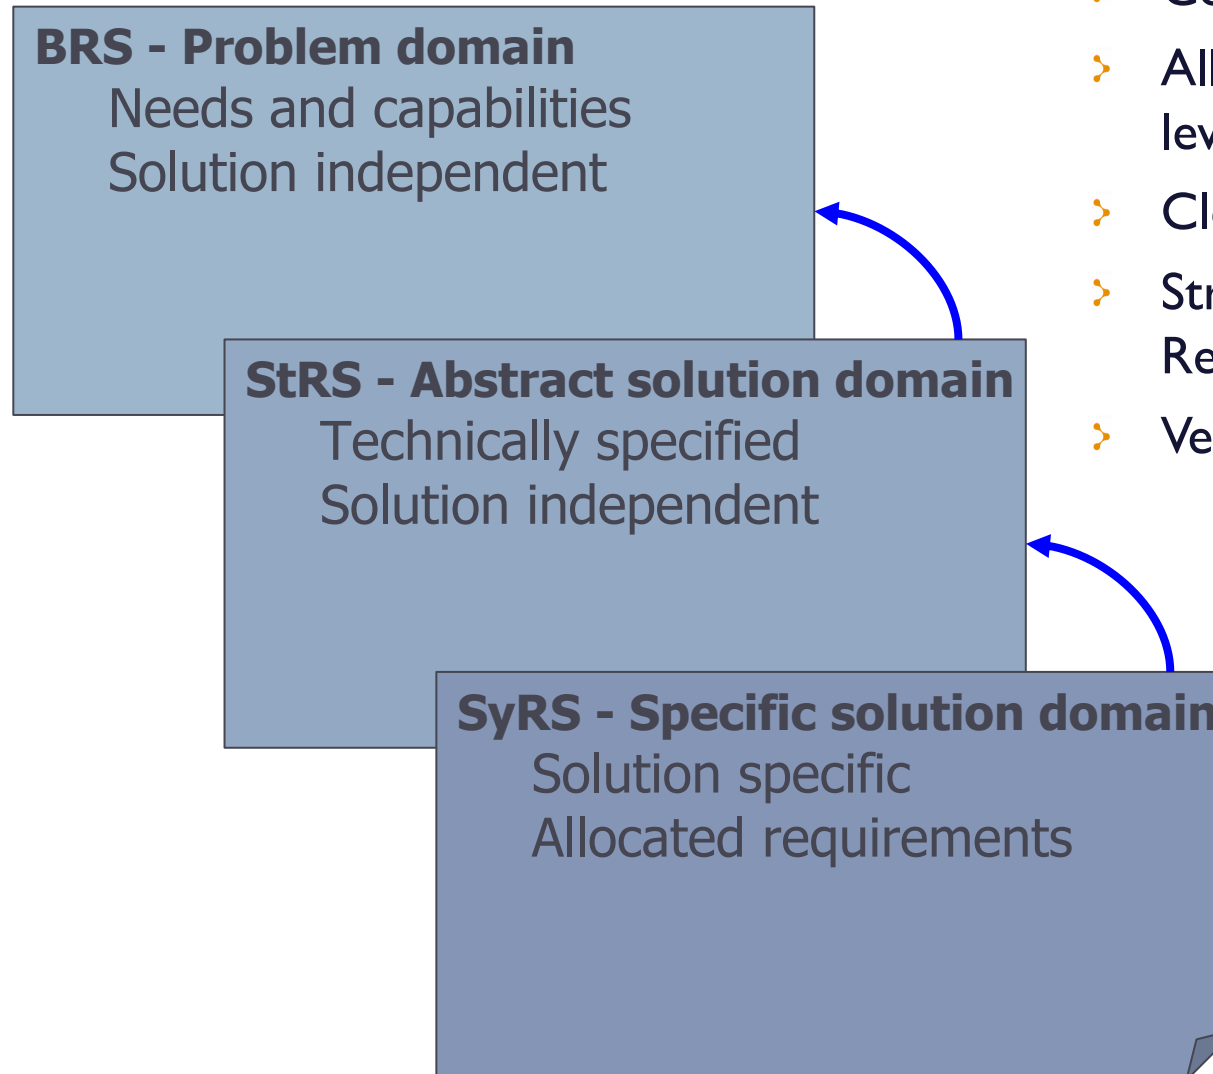 BRS - Problem domain
Needs and capabilities
Solution independent
StRS - Abstract solution domain
Technically specified
Solution independent
SyRS - Specific solution domain
Solution specific
Allocated requirements